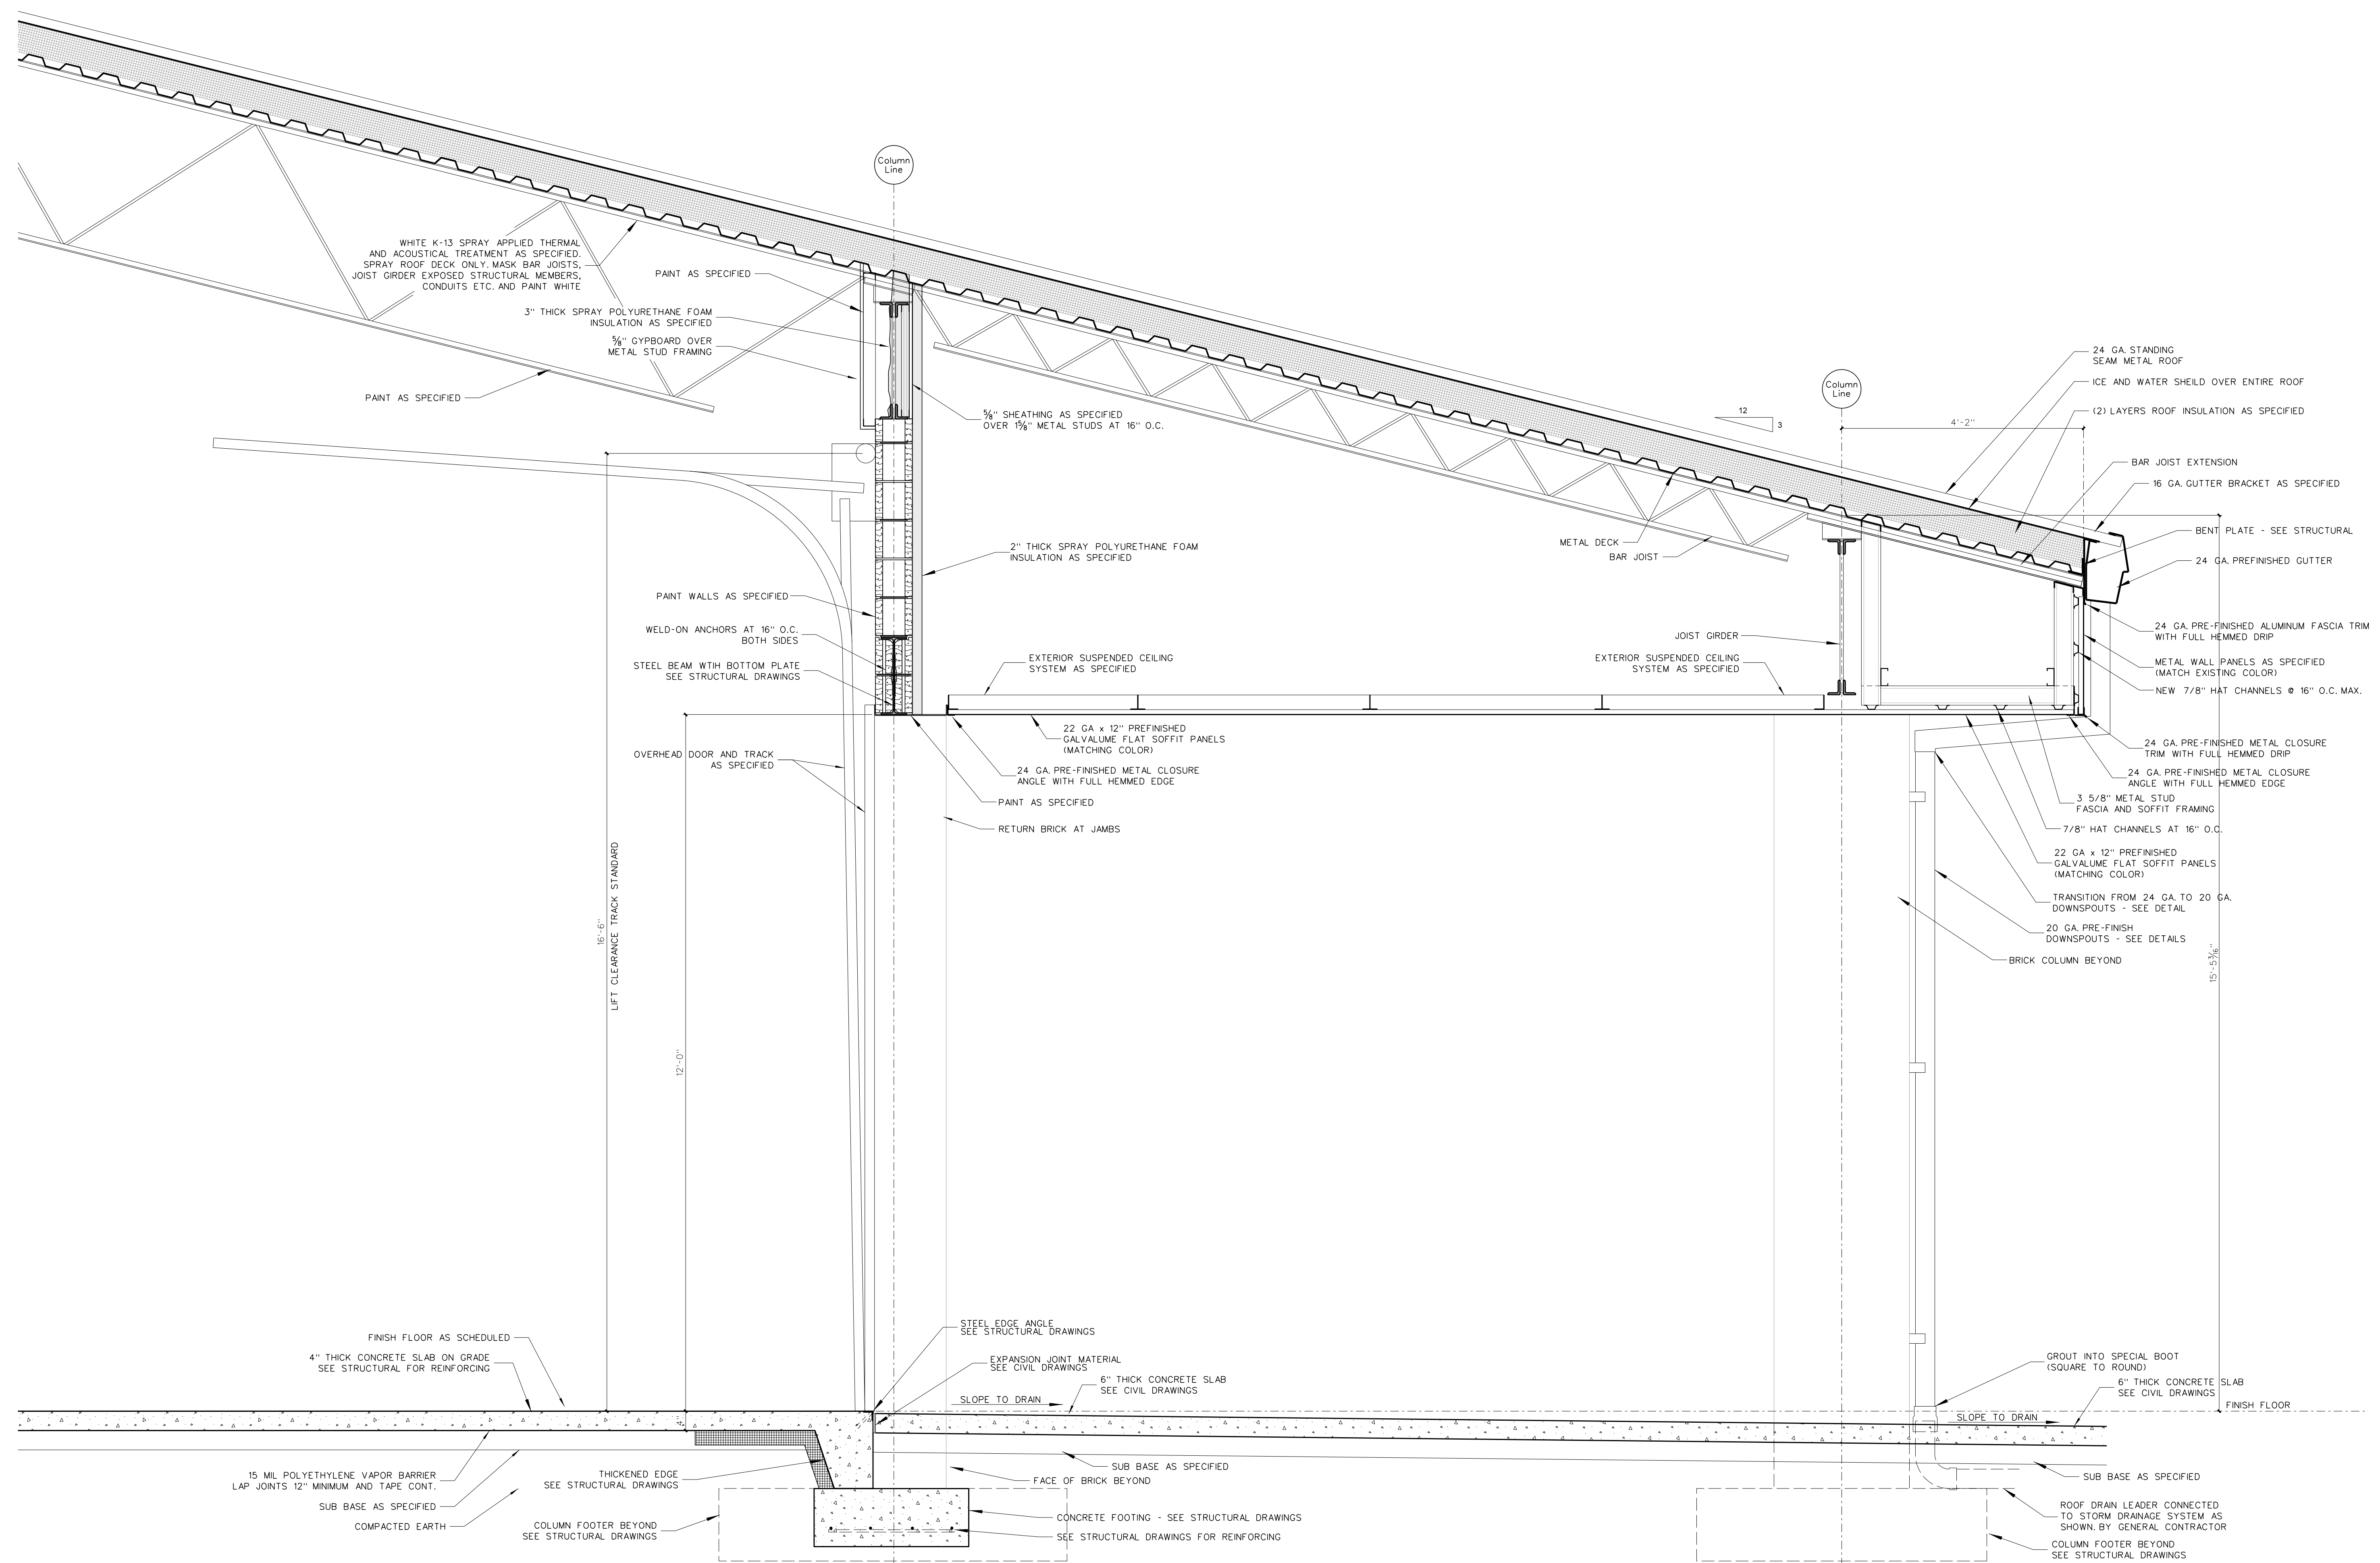 Column
Line
WHITE K-13 SPRAY APPLIED THERMAL
AND ACOUSTICAL TREATMENT AS SPECIFIED.
SPRAY ROOF DECK ONLY. MASK BAR JOISTS,
JOIST GIRDER EXPOSED STRUCTURAL MEMBERS,
CONDUITS ETC. AND PAINT WHITE
PAINT AS SPECIFIED
3" THICK SPRAY POLYURETHANE FOAM
INSULATION AS SPECIFIED
⅝" GYPBOARD OVER
METAL STUD FRAMING
PAINT AS SPECIFIED
⅝" SHEATHING AS SPECIFIED
OVER 1⅝" METAL STUDS AT 16" O.C.
Column
Line
12
3
4'-2"
24 GA. STANDING
SEAM METAL ROOF
ICE AND WATER SHEILD OVER ENTIRE ROOF
(2) LAYERS ROOF INSULATION AS SPECIFIED
BAR JOIST EXTENSION
16 GA. GUTTER BRACKET AS SPECIFIED
BENT PLATE - SEE STRUCTURAL
24 GA. PREFINISHED GUTTER
METAL DECK
BAR JOIST
2" THICK SPRAY POLYURETHANE FOAM
INSULATION AS SPECIFIED
PAINT WALLS AS SPECIFIED
WELD-ON ANCHORS AT 16" O.C.
BOTH SIDES
STEEL BEAM WTIH BOTTOM PLATE
SEE STRUCTURAL DRAWINGS
EXTERIOR SUSPENDED CEILING
SYSTEM AS SPECIFIED
EXTERIOR SUSPENDED CEILING
SYSTEM AS SPECIFIED
JOIST GIRDER
24 GA. PRE-FINISHED ALUMINUM FASCIA TRIM
WITH FULL HEMMED DRIP
METAL WALL PANELS AS SPECIFIED
(MATCH EXISTING COLOR)
NEW 7/8" HAT CHANNELS @ 16" O.C. MAX.
22 GA x 12" PREFINISHED
GALVALUME FLAT SOFFIT PANELS
(MATCHING COLOR)
OVERHEAD DOOR AND TRACK
AS SPECIFIED
24 GA. PRE-FINISHED METAL CLOSURE
ANGLE WITH FULL HEMMED EDGE
PAINT AS SPECIFIED
RETURN BRICK AT JAMBS
24 GA. PRE-FINISHED METAL CLOSURE
TRIM WITH FULL HEMMED DRIP
24 GA. PRE-FINISHED METAL CLOSURE
ANGLE WITH FULL HEMMED EDGE
3 5/8" METAL STUD
FASCIA AND SOFFIT FRAMING
7/8" HAT CHANNELS AT 16" O.C.
22 GA x 12" PREFINISHED
GALVALUME FLAT SOFFIT PANELS
(MATCHING COLOR)
TRANSITION FROM 24 GA. TO 20 GA.
DOWNSPOUTS - SEE DETAIL
20 GA. PRE-FINISH
DOWNSPOUTS - SEE DETAILS
BRICK COLUMN BEYOND
16'-6"
LIFT CLEARANCE TRACK STANDARD
12'-0"
15'-5 3/16"
FINISH FLOOR AS SCHEDULED
4" THICK CONCRETE SLAB ON GRADE
SEE STRUCTURAL FOR REINFORCING
STEEL EDGE ANGLE
SEE STRUCTURAL DRAWINGS
EXPANSION JOINT MATERIAL
SEE CIVIL DRAWINGS
6" THICK CONCRETE SLAB
SEE CIVIL DRAWINGS
SLOPE TO DRAIN
GROUT INTO SPECIAL BOOT
(SQUARE TO ROUND)
6" THICK CONCRETE SLAB
SEE CIVIL DRAWINGS
FINISH FLOOR
SLOPE TO DRAIN
4"
15 MIL POLYETHYLENE VAPOR BARRIER
LAP JOINTS 12" MINIMUM AND TAPE CONT.
SUB BASE AS SPECIFIED
COMPACTED EARTH
THICKENED EDGE
SEE STRUCTURAL DRAWINGS
COLUMN FOOTER BEYOND
SEE STRUCTURAL DRAWINGS
SUB BASE AS SPECIFIED
FACE OF BRICK BEYOND
CONCRETE FOOTING - SEE STRUCTURAL DRAWINGS
SEE STRUCTURAL DRAWINGS FOR REINFORCING
SUB BASE AS SPECIFIED
ROOF DRAIN LEADER CONNECTED
TO STORM DRAINAGE SYSTEM AS
SHOWN. BY GENERAL CONTRACTOR
COLUMN FOOTER BEYOND
SEE STRUCTURAL DRAWINGS